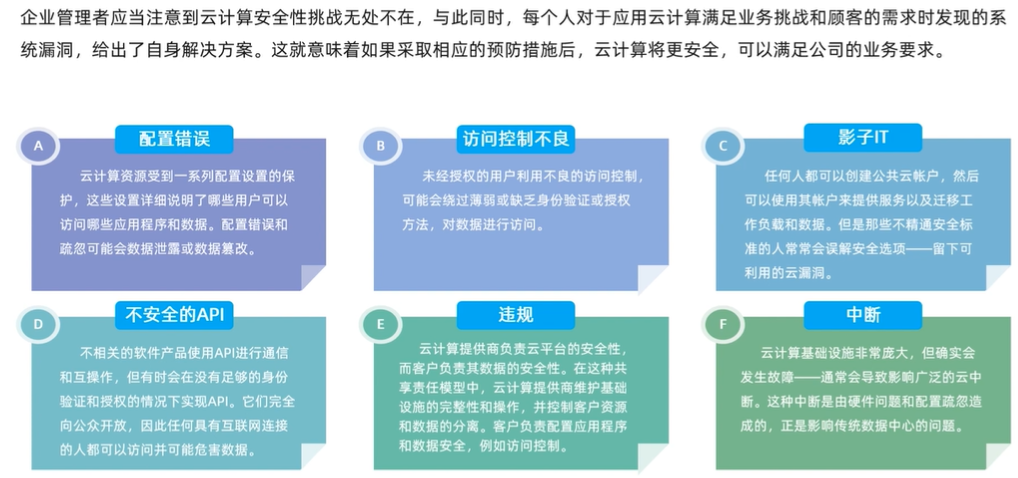 企业管理者应当注意到云计算安全性挑战无处不在，与此同时，每个人对于应用云计算满足业务挑战和顾客的需求时发现的系
统漏洞，给出了自身解决方案。这就意味着如果采取相应的预防措施后，云计算将更安全，可以满足公司的业务要求。
A
配置错误
云计算资源受到一系列配置设置的保
护，这些设置详细说明了哪些用户可以
访问哪些应用程序和数据。配置错误和
疏忽可能会数据泄露或数据篡改。
B
访问控制不良
未经授权的用户利用不良的访问控制，
可能会绕过薄弱或缺乏身份验证或授权
方法，对数据进行访问。
C
影子IT
任何人都可以创建公共云帐户，然后
可以使用其帐户来提供服务以及迁移工
作负载和数据。但是那些不精通安全标
准的人常常会误解安全选项——留下可
利用的云漏洞。
D
不安全的API
不相关的软件产品使用API进行通信
和互操作，但有时会在没有足够的身份
验证和授权的情况下实现API。它们完全
向公众开放，因此任何具有互联网连接
的人都可以访问并可能危害数据。
E
违规
云计算提供商负责云平台的安全性，
而客户负责其数据的安全性。在这种共
享责任模型中，云计算提供商维护基础
设施的完整性和操作，并控制客户资源
和数据的分离。客户负责配置应用程序
和数据安全，例如访问控制。
F
中断
云计算基础设施非常庞大，但确实会
发生故障——通常会导致影响广泛的云中
断。这种中断是由硬件问题和配置疏忽造
成的，正是影响传统数据中心的问题。